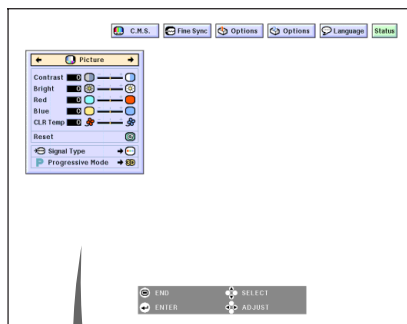 C.M.S. Fine Sync Options Options Language Status
Picture
Contrast 0
Bright 0
Red 0
Blue 0
CLR Temp 0
Reset
Signal Type
P Progressive Mode
END SELECT
ENTER ADJUST